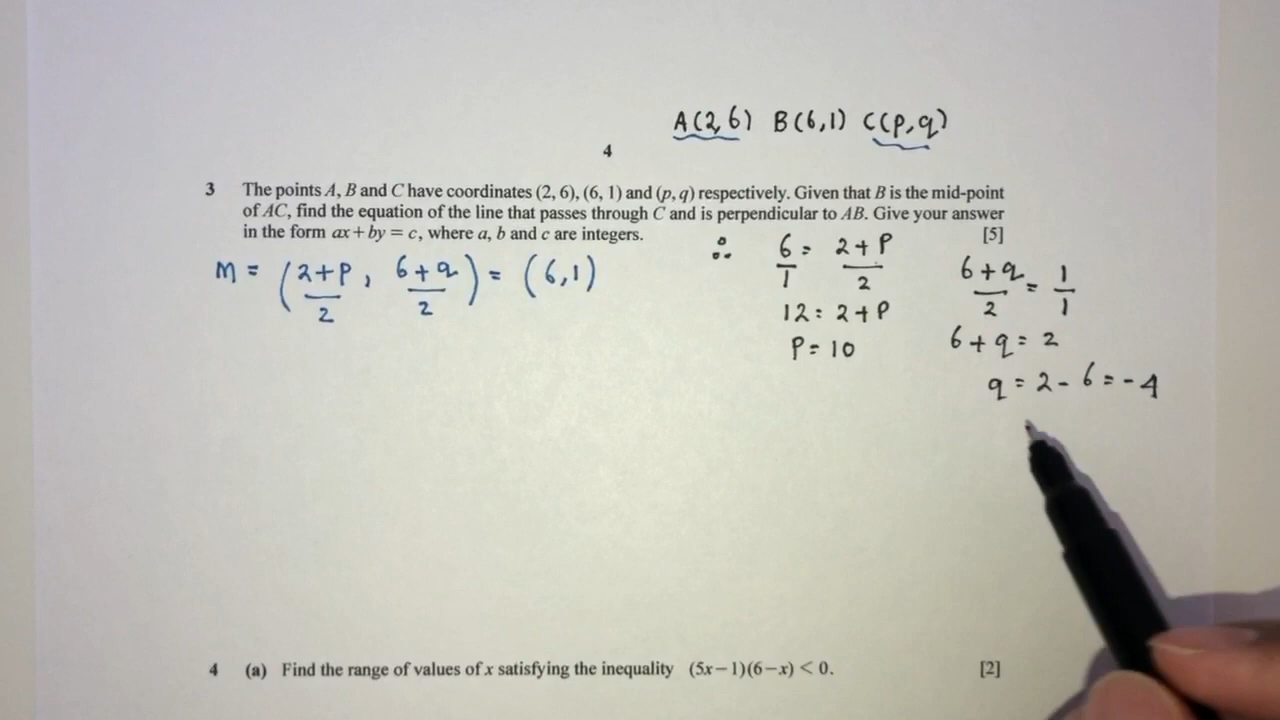 A(2,6) B(6,1) C(p,q)
4
3 The points A, B and C have coordinates (2, 6), (6, 1) and (p, q) respectively. Given that B is the mid-point
of AC, find the equation of the line that passes through C and is perpendicular to AB. Give your answer
in the form ax + by = c, where a, b and c are integers. [5]
M = (2+P/2, 6+q/2) = (6,1)
∴ 6/1 = 2+P/2
12 = 2+P
P = 10
6+q/2 = 1/1
6+q = 2
q = 2-6 = -4
4 (a) Find the range of values of x satisfying the inequality (5x−1)(6−x) < 0. [2]